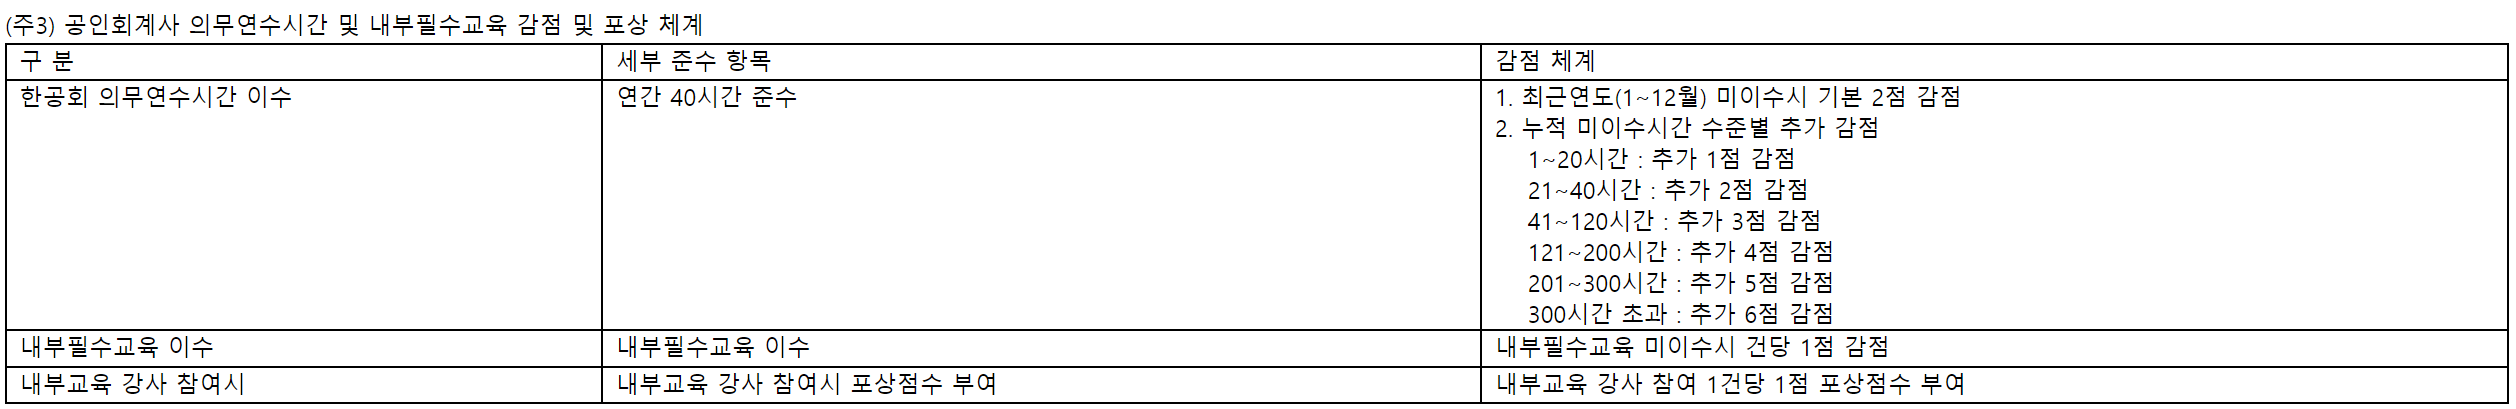 (주3) 공인회계사 의무연수시간 및 내부필수교육 감점 및 포상 체계
구 분
세부 준수 항목
감점 체계
한공회 의무연수시간 이수
연간 40시간 준수
1. 최근연도(1~12월) 미이수시 기본 2점 감점
2. 누적 미이수시간 수준별 추가 감점
1~20시간 : 추가 1점 감점
21~40시간 : 추가 2점 감점
41~120시간 : 추가 3점 감점
121~200시간 : 추가 4점 감점
201~300시간 : 추가 5점 감점
300시간 초과 : 추가 6점 감점
내부필수교육 이수
내부필수교육 이수
내부필수교육 미이수시 건당 1점 감점
내부교육 강사 참여시
내부교육 강사 참여시 포상점수 부여
내부교육 강사 참여 1건당 1점 포상점수 부여